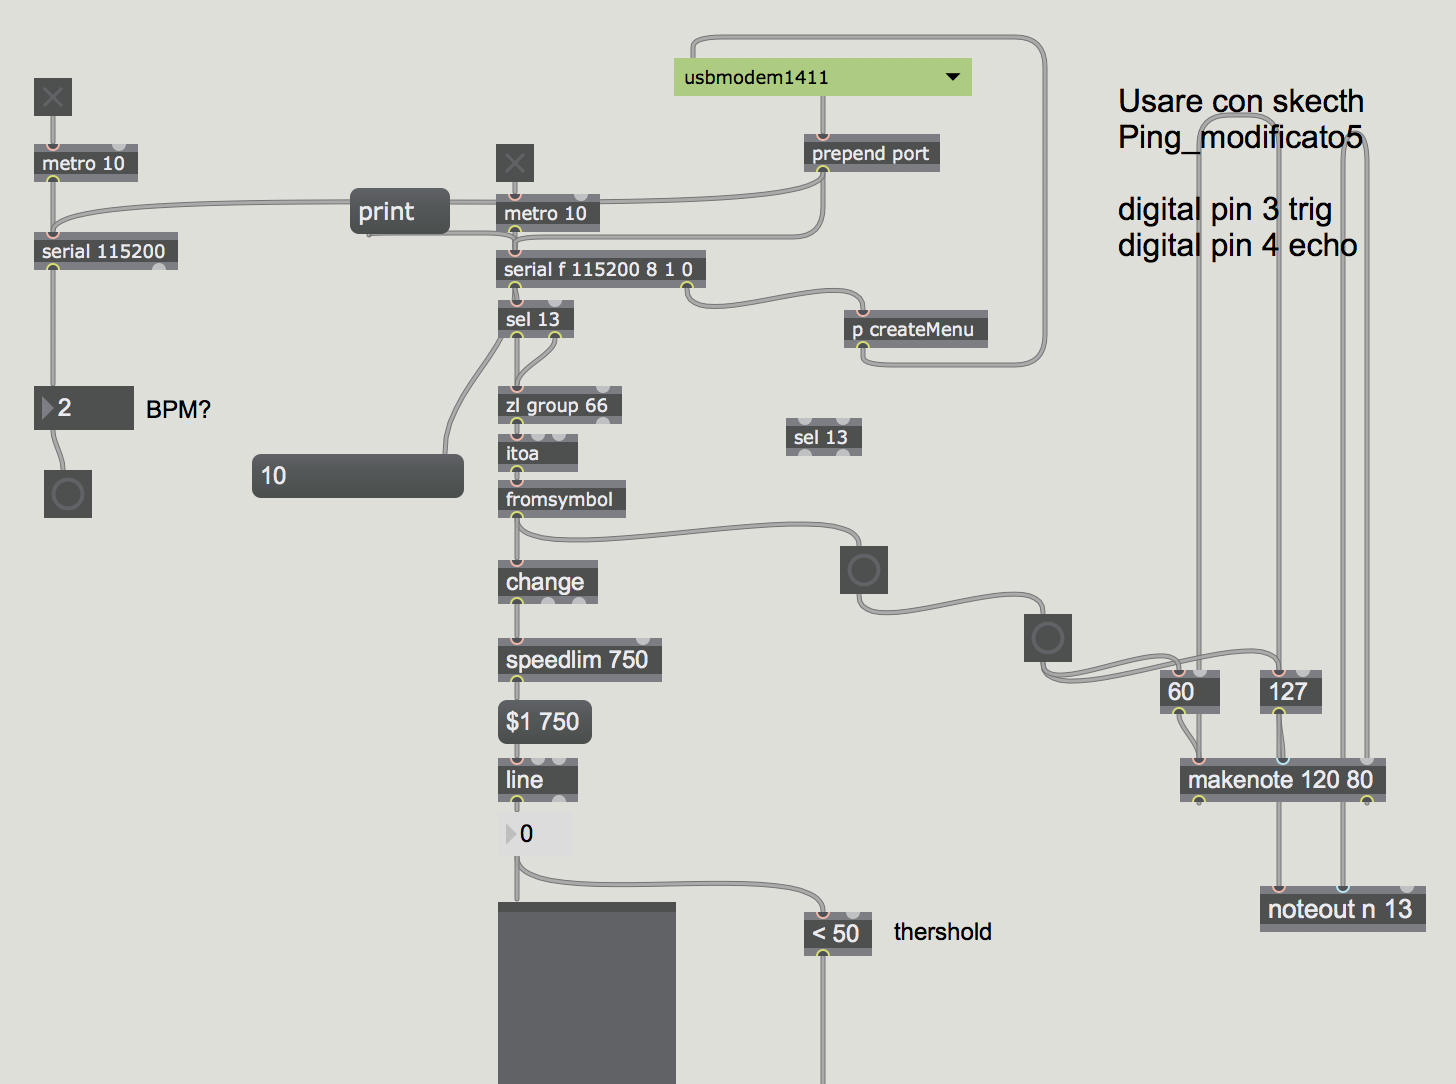 usbmodem1411
Usare con skecth
Ping_modificato5
digital pin 3 trig
digital pin 4 echo
metro 10
prepend port
print
metro 10
serial 115200
serial f 115200 8 1 0
sel 13
p createMenu
2
BPM?
zl group 66
sel 13
itoa
10
fromsymbol
change
speedlim 750
60
127
$1 750
line
makenote 120 80
0
< 50
thershold
noteout n 13